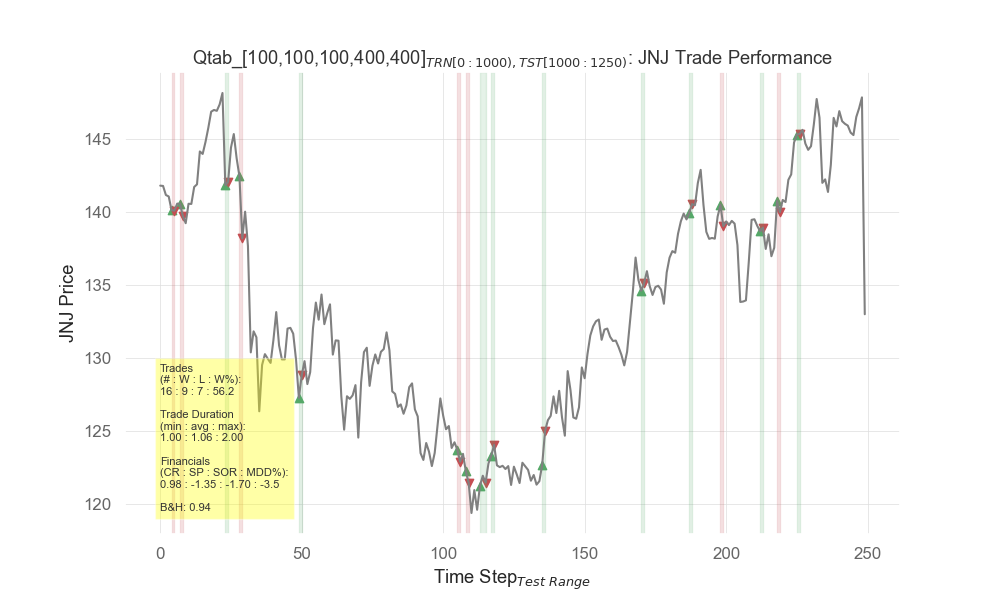 Qtab_[100,100,100,400,400]TRN[0:1000),TST[1000:1250): JNJ Trade Performance
145
140
135
130
125
120
JNJ Price
Trades
(# : W : L : W%):
16 : 9 : 7 : 56.2
Trade Duration
(min : avg : max):
1.00 : 1.06 : 2.00
Financials
(CR : SP : SOR : MDD%):
0.98 : -1.35 : -1.70 : -3.5
B&H: 0.94
0 50 100 150 200 250
Time StepTest Range